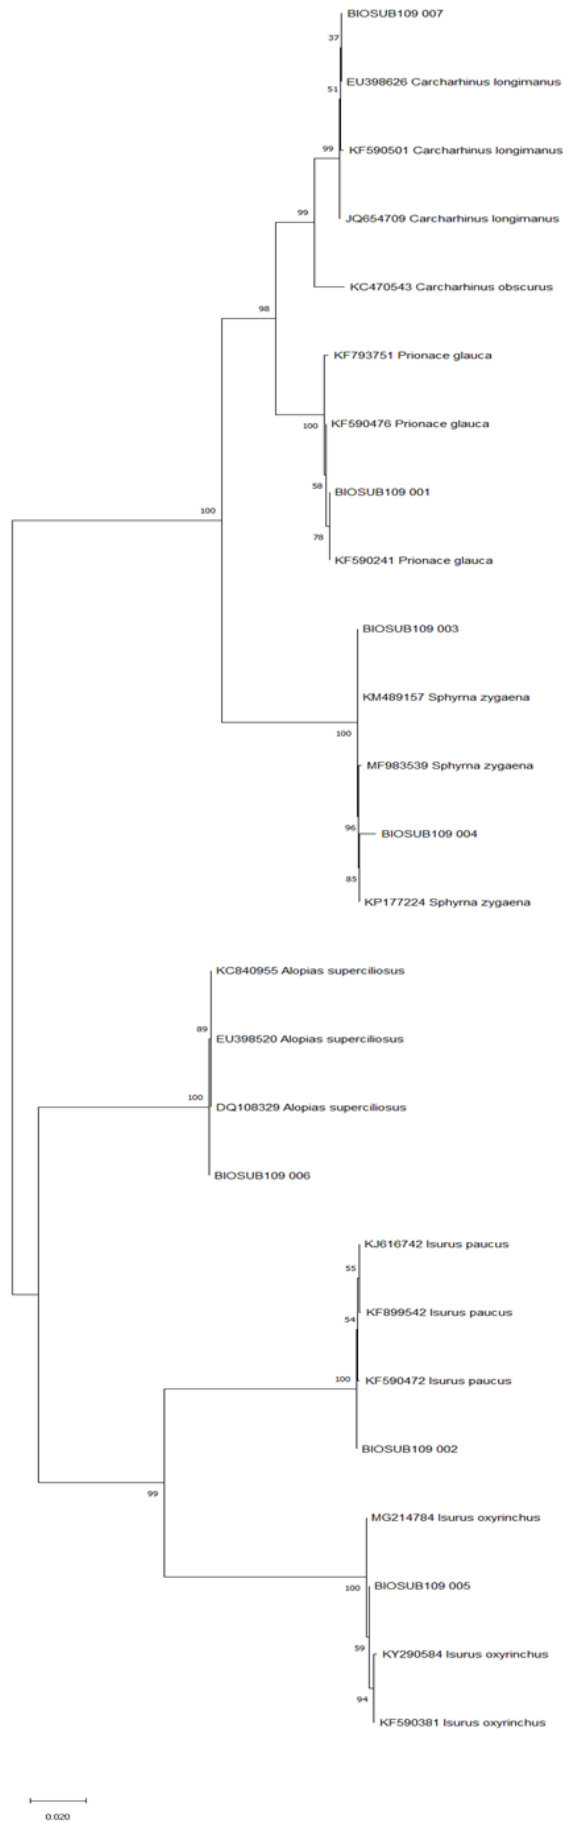 BIOSUB109 007
37
EU398626 Carcharhinus longimanus
51
KF590501 Carcharhinus longimanus
99
JQ654709 Carcharhinus longimanus
99
KC470543 Carcharhinus obscurus
98
KF793751 Prionace glauca
KF590476 Prionace glauca
100
58
BIOSUB109 001
100
78
KF590241 Prionace glauca
BIOSUB109 003
KM489157 Sphyrna zygaena
100
MF983539 Sphyrna zygaena
96
BIOSUB109 004
85
KP177224 Sphyrna zygaena
KC840955 Alopias superciliosus
89
EU398520 Alopias superciliosus
100
DQ108329 Alopias superciliosus
BIOSUB109 006
KJ616742 Isurus paucus
55
KF899542 Isurus paucus
54
100
KF590472 Isurus paucus
BIOSUB109 002
99
MG214784 Isurus oxyrinchus
100
BIOSUB109 005
59
KY290584 Isurus oxyrinchus
94
KF590381 Isurus oxyrinchus
0.020